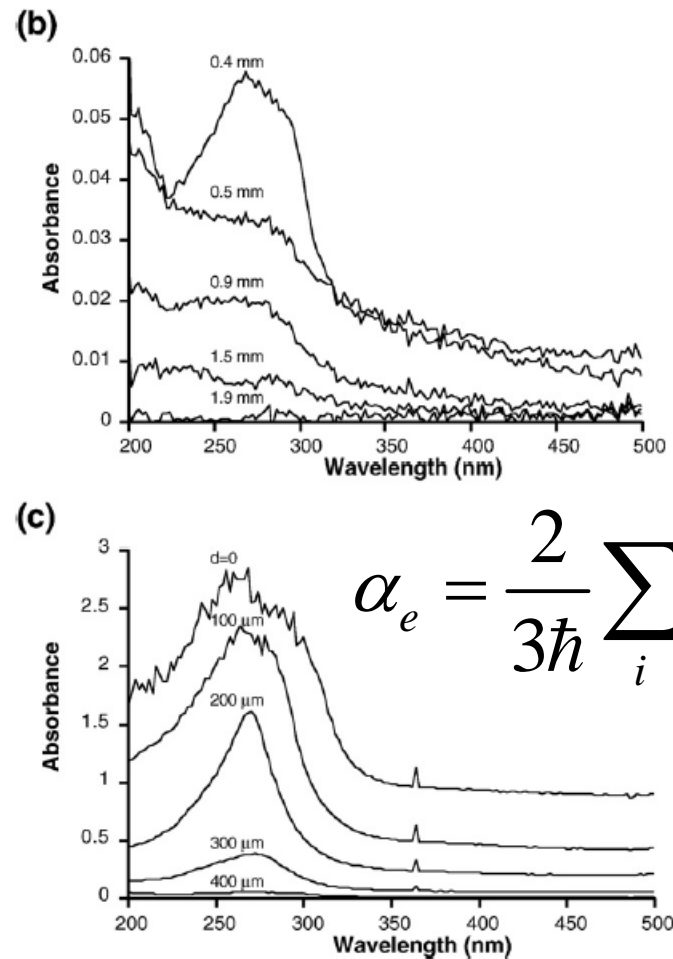 (b)
0.06
0.05
0.04
0.03
0.02
0.01
0
Absorbance
0.4 mm
0.5 mm
0.9 mm
1.5 mm
1.9 mm
200 250 300 350 400 450 500
Wavelength (nm)
(c)
3
2.5
2
1.5
1
0.5
0
Absorbance
d=0
100 μm
200 μm
300 μm
400 μm
αₑ = 2/3ℏ ∑ᵢ
200 250 300 350 400 450 500
Wavelength (nm)